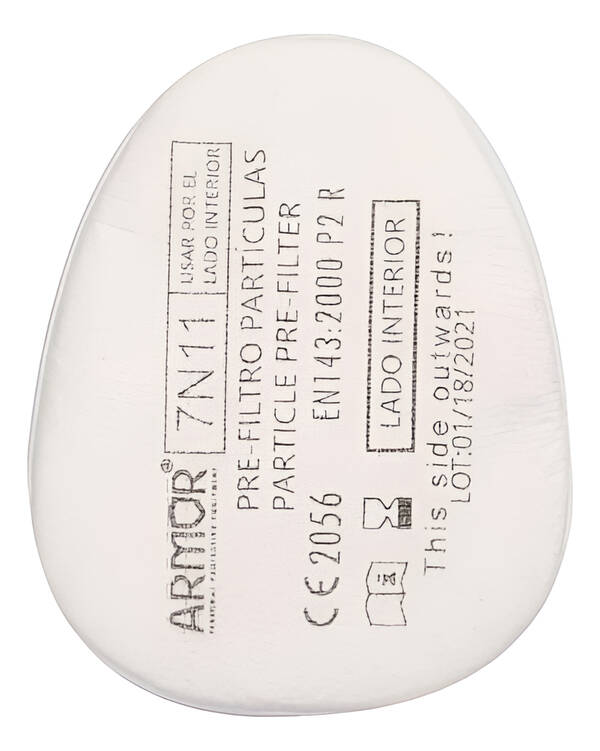 ARMOR®
7N11
USAR POR EL
LADO INTERIOR
PRE-FILTRO PARTÍCULAS
PARTICLE PRE-FILTER
CE 2056 EN143:2000 P2 R
LADO INTERIOR
This side outwards!
LOT:01/18/2021